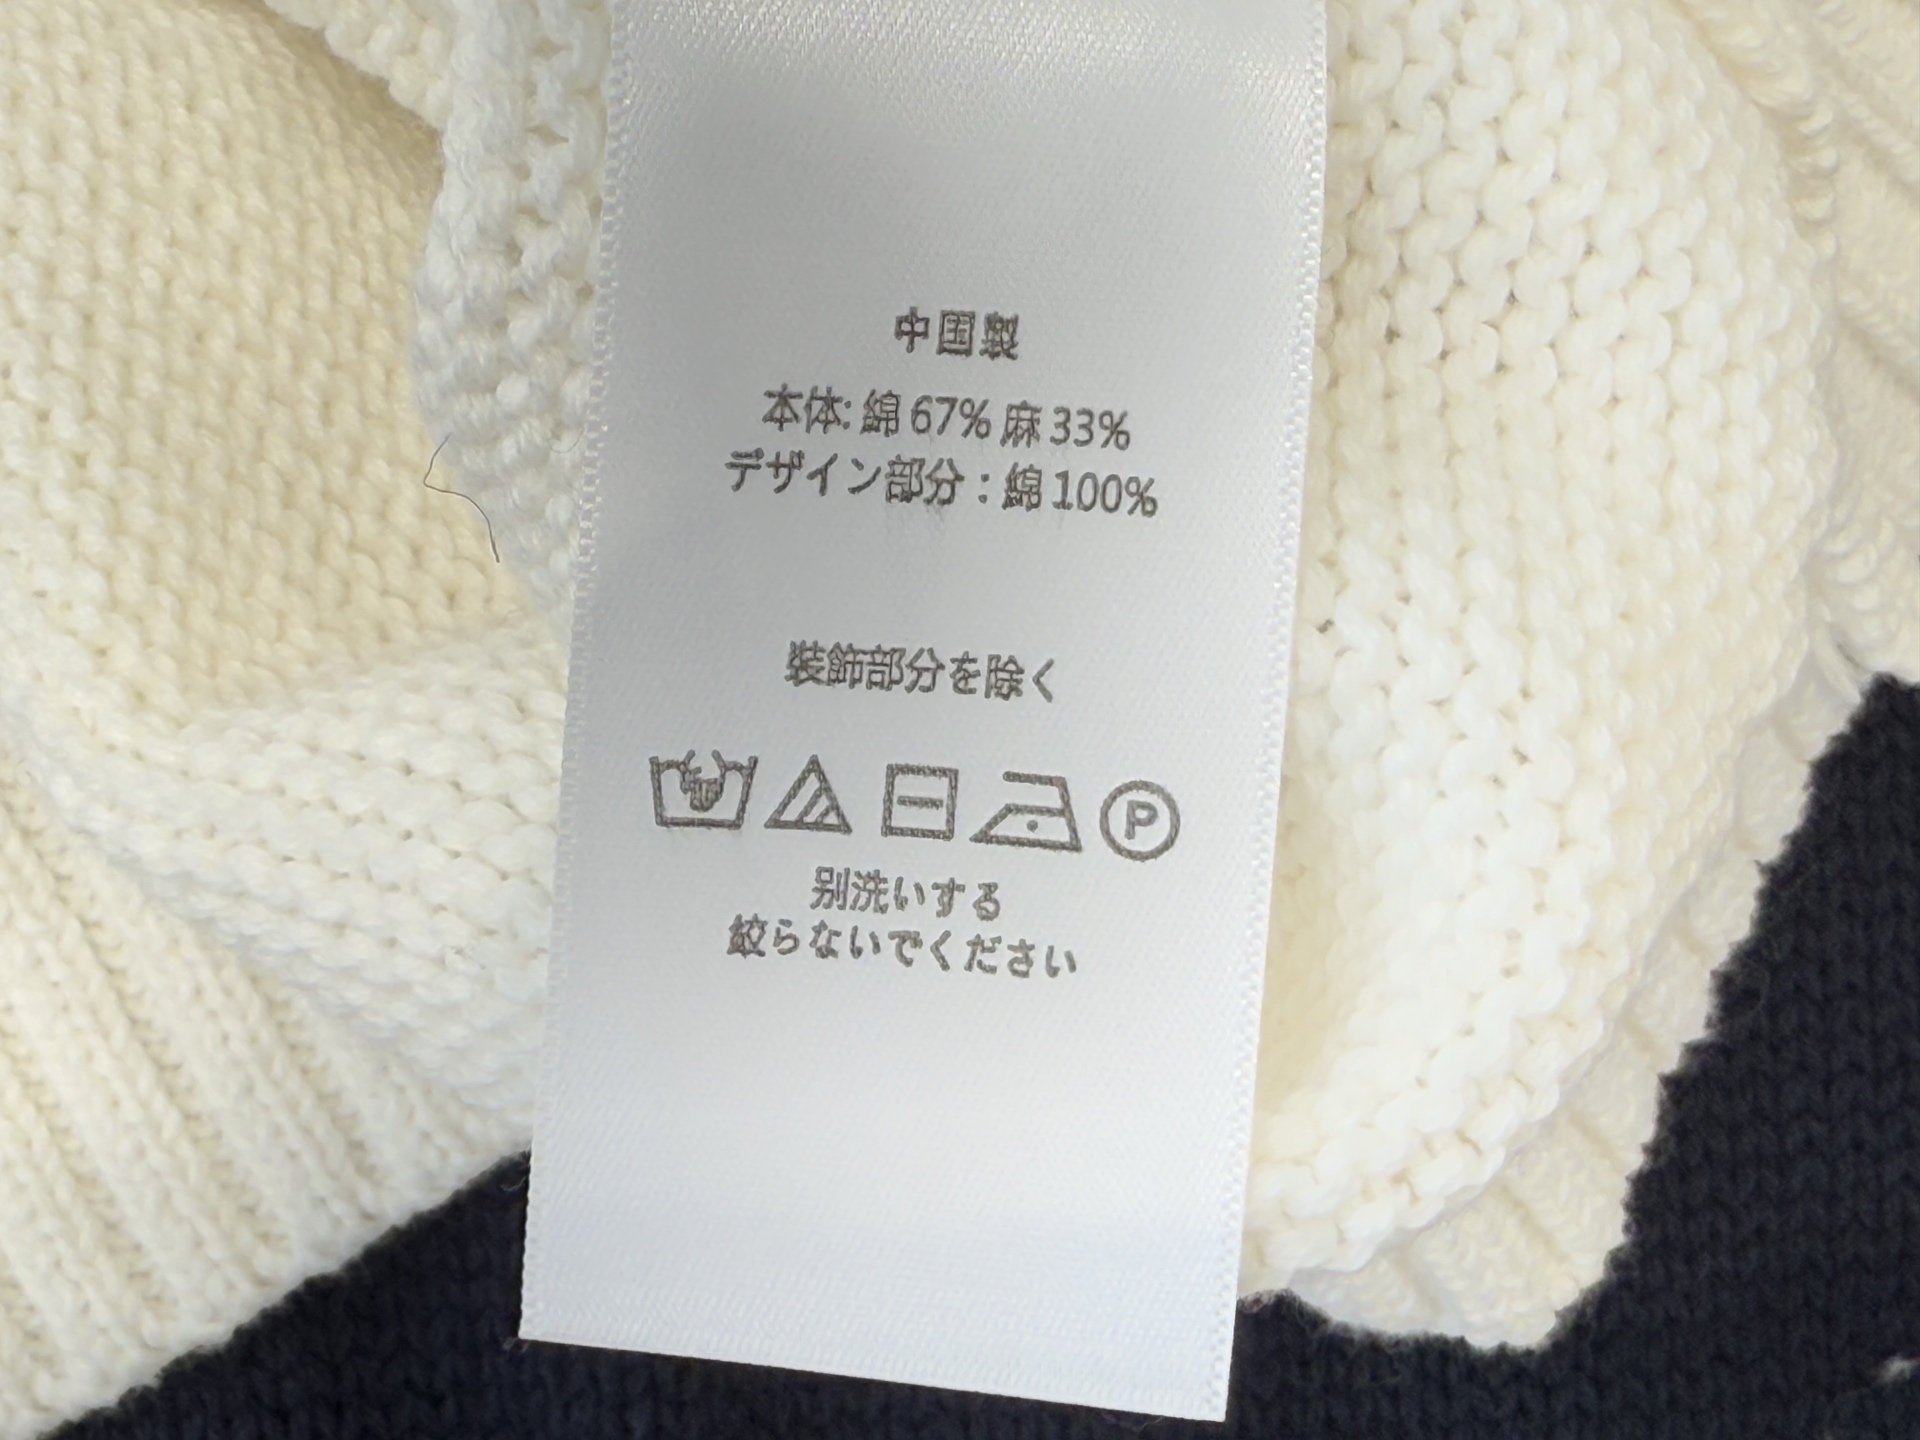 中国製
本体: 綿 67% 麻 33%
デザイン部分：綿 100%
装飾部分を除く
P
別洗いする
絞らないでください